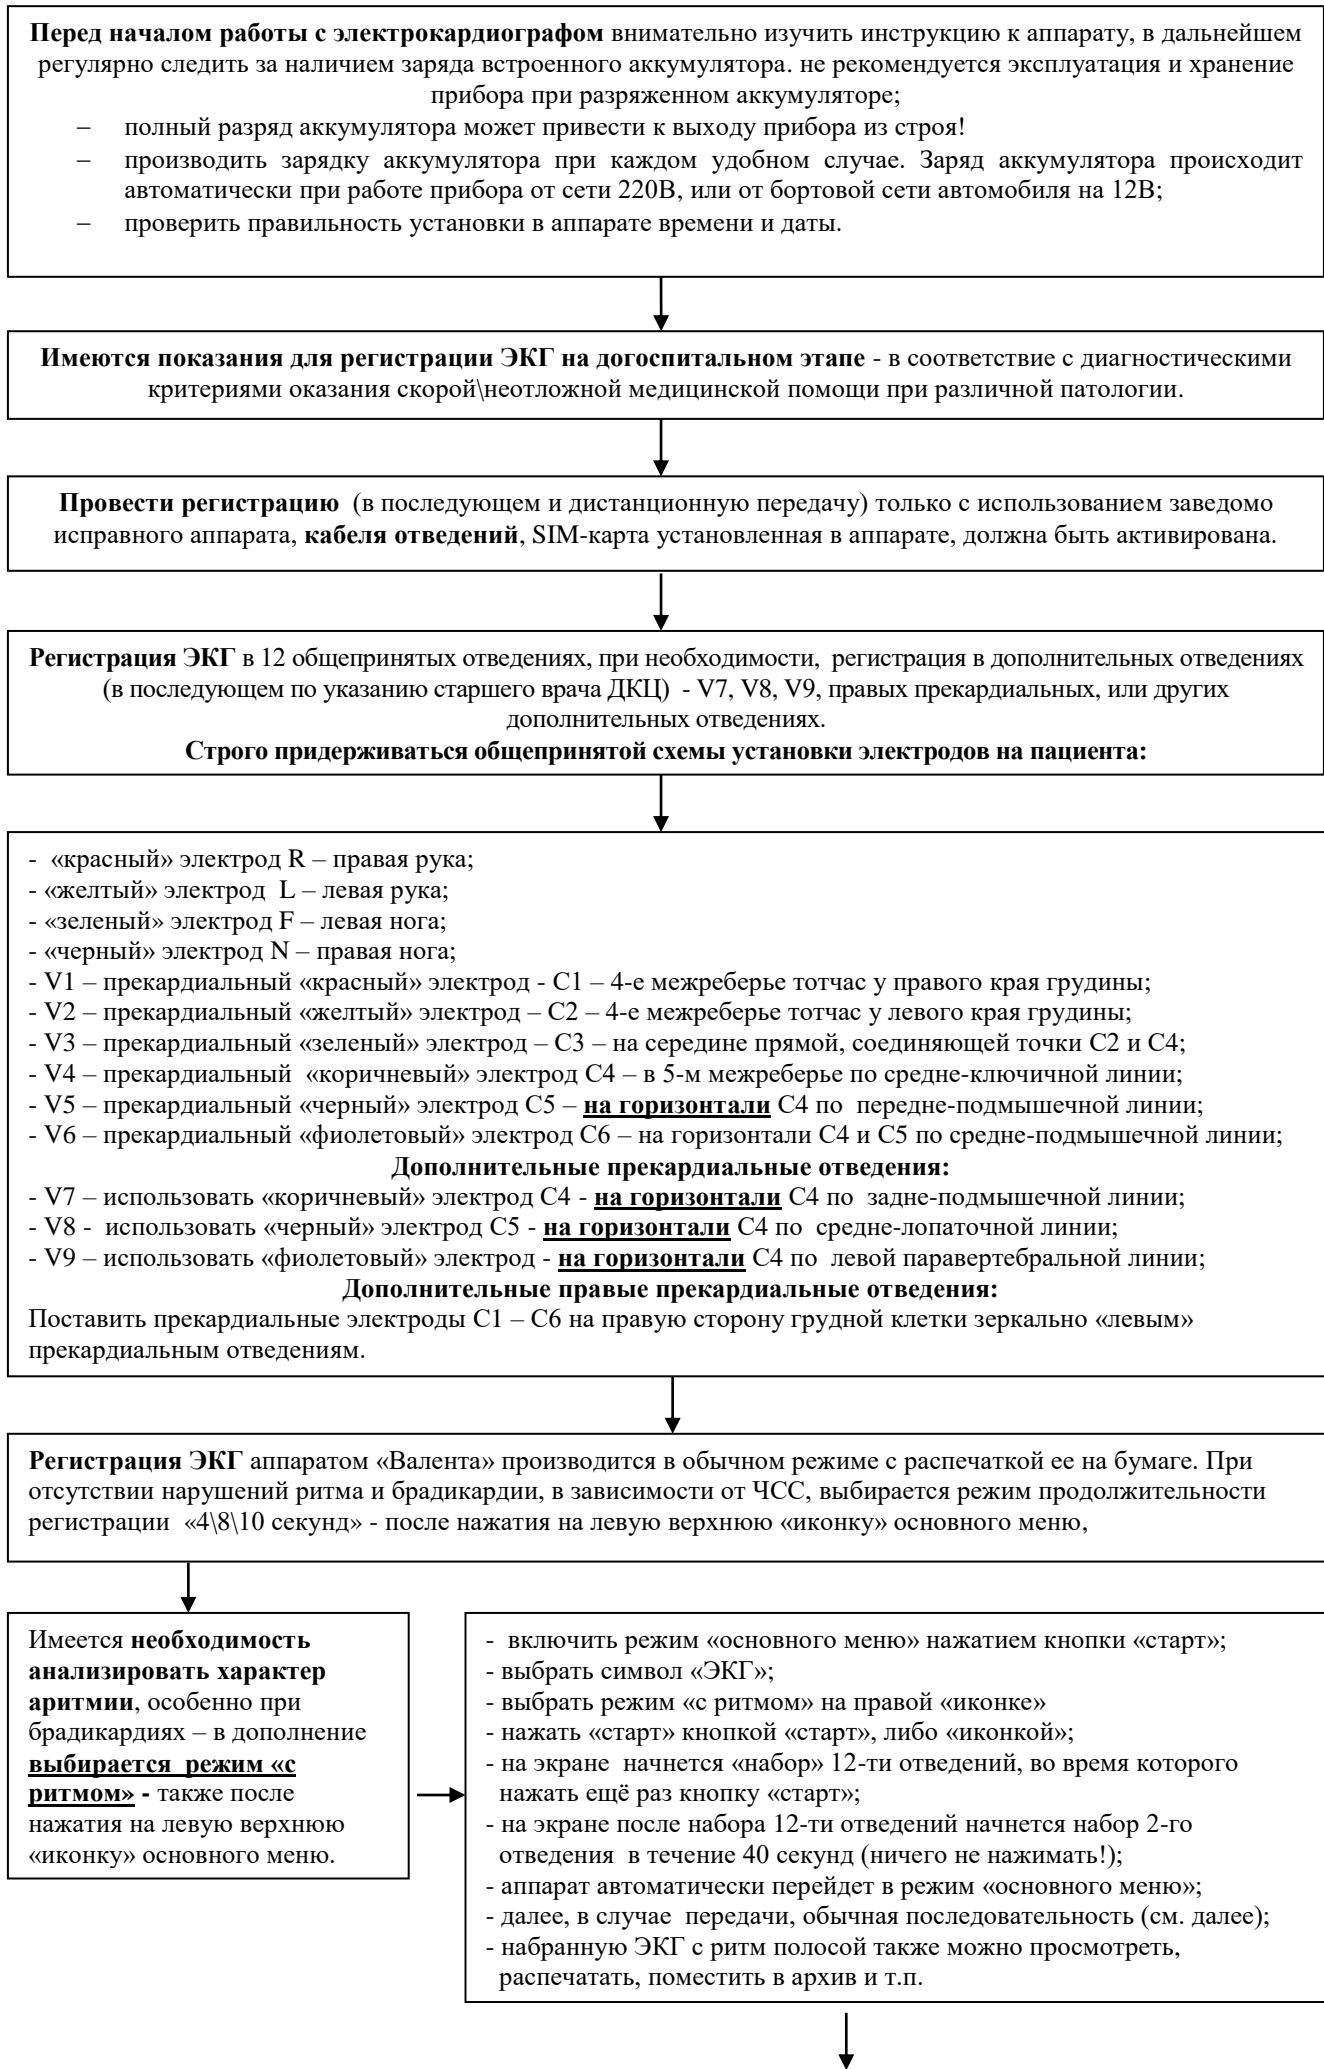 Перед началом работы с электрокардиографом внимательно изучить инструкцию к аппарату, в дальнейшем
регулярно следить за наличием заряда встроенного аккумулятора. не рекомендуется эксплуатация и хранение
прибора при разряженном аккумуляторе;
– полный разряд аккумулятора может привести к выходу прибора из строя!
– производить зарядку аккумулятора при каждом удобном случае. Заряд аккумулятора происходит
автоматически при работе прибора от сети 220В, или от бортовой сети автомобиля на 12В;
– проверить правильность установки в аппарате времени и даты.
Имеются показания для регистрации ЭКГ на догоспитальном этапе - в соответствие с диагностическими
критериями оказания скорой\неотложной медицинской помощи при различной патологии.
Провести регистрацию (в последующем и дистанционную передачу) только с использованием заведомо
исправного аппарата, кабеля отведений, SIM-карта установленная в аппарате, должна быть активирована.
Регистрация ЭКГ в 12 общепринятых отведениях, при необходимости, регистрация в дополнительных отведениях
(в последующем по указанию старшего врача ДКЦ) - V7, V8, V9, правых прекардиальных, или других
дополнительных отведениях.
Строго придерживаться общепринятой схемы установки электродов на пациента:
- «красный» электрод R – правая рука;
- «желтый» электрод L – левая рука;
- «зеленый» электрод F – левая нога;
- «черный» электрод N – правая нога;
- V1 – прекардиальный «красный» электрод - С1 – 4-е межреберье тотчас у правого края грудины;
- V2 – прекардиальный «желтый» электрод – С2 – 4-е межреберье тотчас у левого края грудины;
- V3 – прекардиальный «зеленый» электрод – С3 – на середине прямой, соединяющей точки С2 и С4;
- V4 – прекардиальный «коричневый» электрод С4 – в 5-м межреберье по средне-ключичной линии;
- V5 – прекардиальный «черный» электрод С5 – на горизонтали С4 по передне-подмышечной линии;
- V6 – прекардиальный «фиолетовый» электрод С6 – на горизонтали С4 и С5 по средне-подмышечной линии;
Дополнительные прекардиальные отведения:
- V7 – использовать «коричневый» электрод С4 - на горизонтали С4 по задне-подмышечной линии;
- V8 - использовать «черный» электрод С5 - на горизонтали С4 по средне-лопаточной линии;
- V9 – использовать «фиолетовый» электрод - на горизонтали С4 по левой паравертебральной линии;
Дополнительные правые прекардиальные отведения:
Поставить прекардиальные электроды С1 – С6 на правую сторону грудной клетки зеркально «левым»
прекардиальным отведениям.
Регистрация ЭКГ аппаратом «Валента» производится в обычном режиме с распечаткой ее на бумаге. При
отсутствии нарушений ритма и брадикардии, в зависимости от ЧСС, выбирается режим продолжительности
регистрации «4\8\10 секунд» - после нажатия на левую верхнюю «иконку» основного меню,
Имеется необходимость
анализировать характер
аритмии, особенно при
брадикардиях – в дополнение
выбирается режим «с
ритмом» - также после
нажатия на левую верхнюю
«иконку» основного меню.
- включить режим «основного меню» нажатием кнопки «старт»;
- выбрать символ «ЭКГ»;
- выбрать режим «с ритмом» на правой «иконке»
- нажать «старт» кнопкой «старт», либо «иконкой»;
- на экране начнется «набор» 12-ти отведений, во время которого
нажать ещё раз кнопку «старт»;
- на экране после набора 12-ти отведений начнется набор 2-го
отведения в течение 40 секунд (ничего не нажимать!);
- аппарат автоматически перейдет в режим «основного меню»;
- далее, в случае передачи, обычная последовательность (см. далее);
- набранную ЭКГ с ритм полосой также можно просмотреть,
распечатать, поместить в архив и т.п.